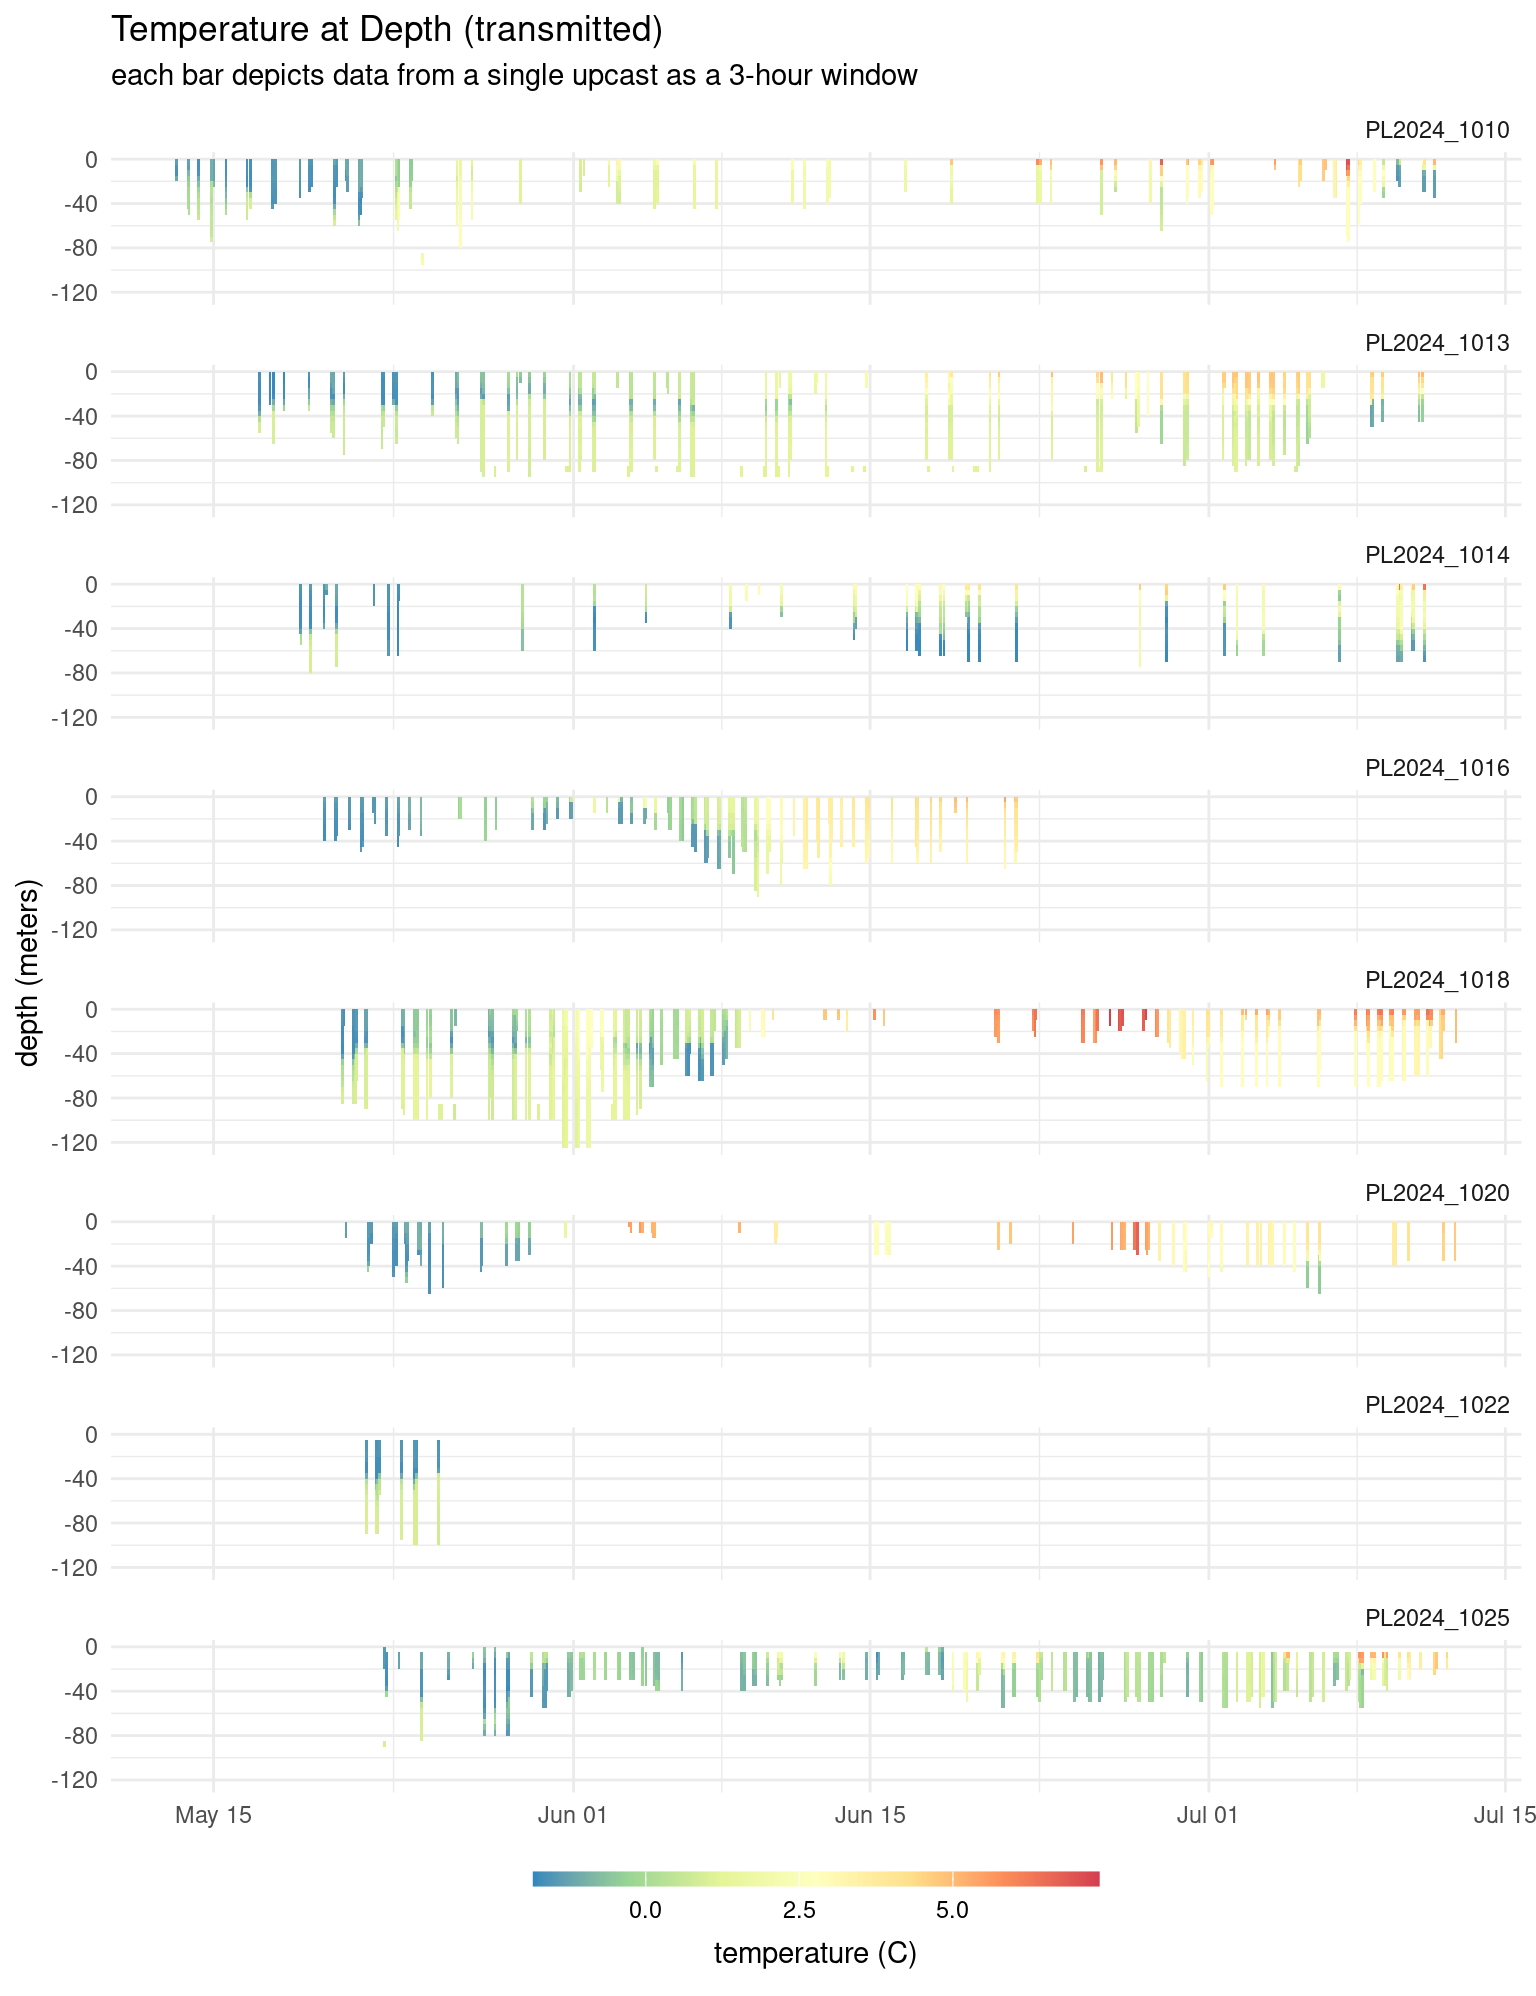 Temperature at Depth (transmitted)
each bar depicts data from a single upcast as a 3-hour window
PL2024_1010
0
-40
-80
-120
PL2024_1013
0
-40
-80
-120
PL2024_1014
0
-40
-80
-120
PL2024_1016
0
-40
-80
-120
depth (meters)
PL2024_1018
0
-40
-80
-120
PL2024_1020
0
-40
-80
-120
PL2024_1022
0
-40
-80
-120
PL2024_1025
0
-40
-80
-120
May 15 Jun 01 Jun 15 Jul 01 Jul 15
0.0 2.5 5.0
temperature (C)